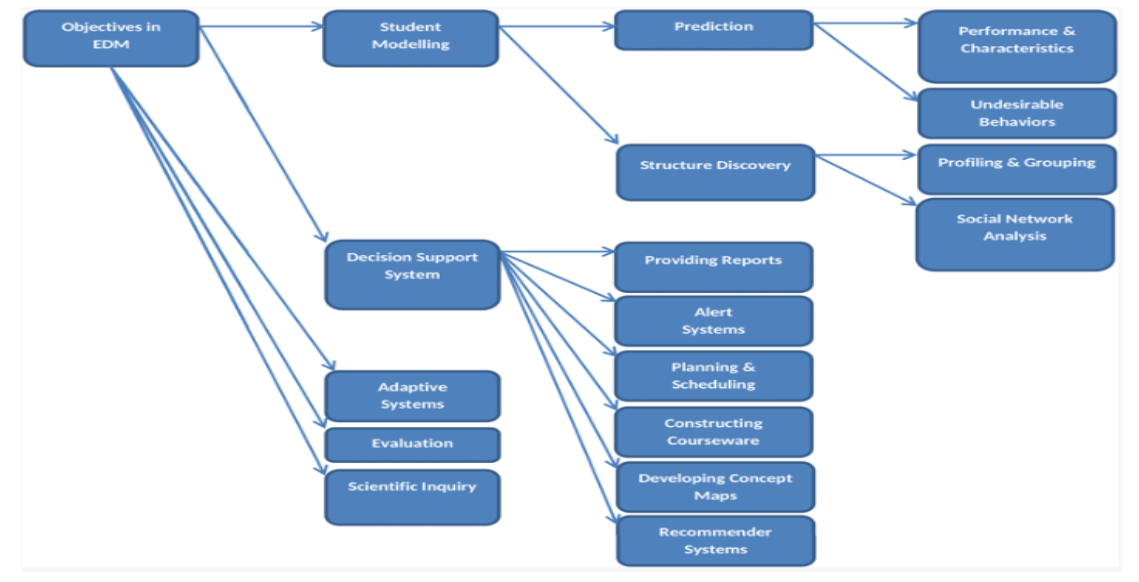 Objectives in
EDM
Student
Modelling
Prediction
Performance &
Characteristics
Undesirable
Behaviors
Structure Discovery
Profiling & Grouping
Social Network
Analysis
Decision Support
System
Providing Reports
Alert
Systems
Planning &
Scheduling
Constructing
Courseware
Developing Concept
Maps
Recommender
Systems
Adaptive
Systems
Evaluation
Scientific Inquiry